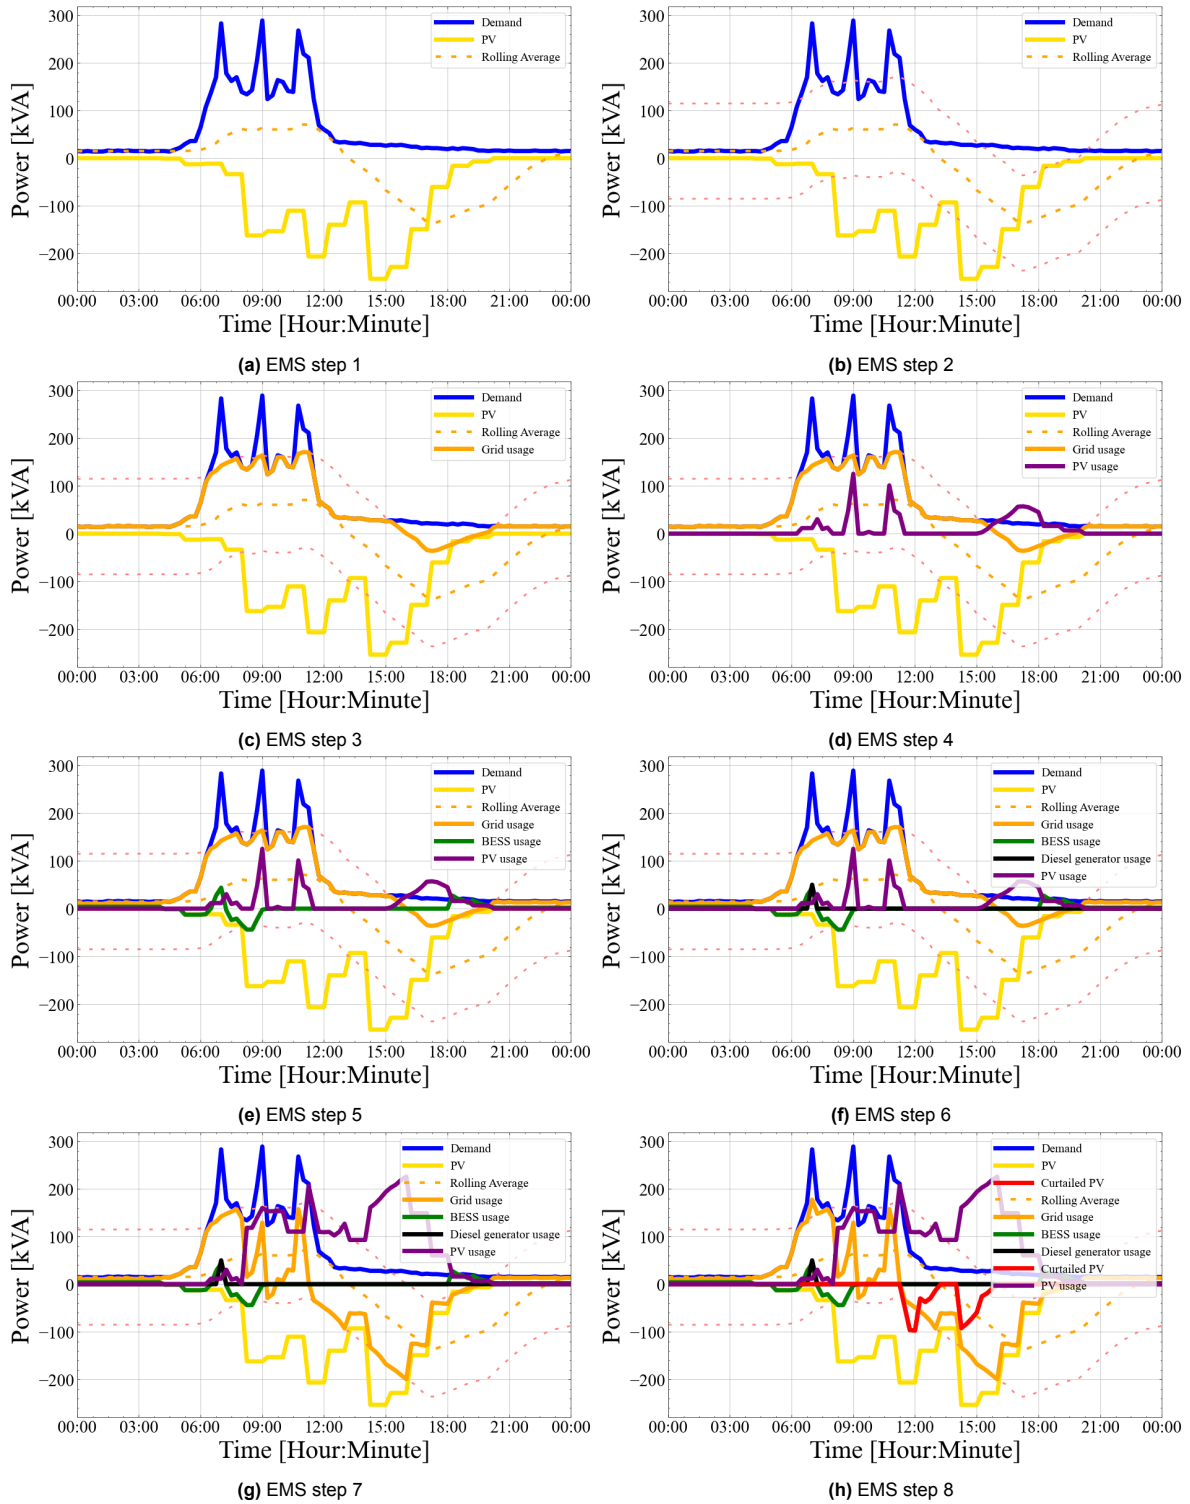 300
200
100
0
−100
−200
Power [kVA]
Demand
PV
Rolling Average
00:00 03:00 06:00 09:00 12:00 15:00 18:00 21:00 00:00
Time [Hour:Minute]
(a) EMS step 1
300
200
100
0
−100
−200
Power [kVA]
Demand
PV
Rolling Average
00:00 03:00 06:00 09:00 12:00 15:00 18:00 21:00 00:00
Time [Hour:Minute]
(b) EMS step 2
300
200
100
0
−100
−200
Power [kVA]
Demand
PV
Rolling Average
Grid usage
00:00 03:00 06:00 09:00 12:00 15:00 18:00 21:00 00:00
Time [Hour:Minute]
(c) EMS step 3
300
200
100
0
−100
−200
Power [kVA]
Demand
PV
Rolling Average
Grid usage
PV usage
00:00 03:00 06:00 09:00 12:00 15:00 18:00 21:00 00:00
Time [Hour:Minute]
(d) EMS step 4
300
200
100
0
−100
−200
Power [kVA]
Demand
PV
Rolling Average
Grid usage
BESS usage
PV usage
00:00 03:00 06:00 09:00 12:00 15:00 18:00 21:00 00:00
Time [Hour:Minute]
(e) EMS step 5
300
200
100
0
−100
−200
Power [kVA]
Demand
PV
Rolling Average
Grid usage
BESS usage
Diesel generator usage
PV usage
00:00 03:00 06:00 09:00 12:00 15:00 18:00 21:00 00:00
Time [Hour:Minute]
(f) EMS step 6
300
200
100
0
−100
−200
Power [kVA]
Demand
PV
Rolling Average
Grid usage
BESS usage
Diesel generator usage
PV usage
00:00 03:00 06:00 09:00 12:00 15:00 18:00 21:00 00:00
Time [Hour:Minute]
(g) EMS step 7
300
200
100
0
−100
−200
Power [kVA]
Demand
PV
Curtailed PV
Rolling Average
Grid usage
BESS usage
Diesel generator usage
Curtailed PV
PV usage
00:00 03:00 06:00 09:00 12:00 15:00 18:00 21:00 00:00
Time [Hour:Minute]
(h) EMS step 8